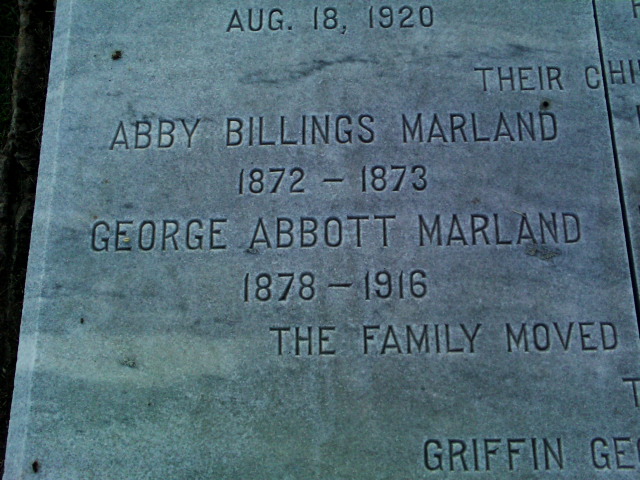 AUG. 18, 1920
THEIR
ABBY BILLINGS MARLAND
1872 – 1873
GEORGE ABBOTT MARLAND
1878 – 1916
THE FAMILY MOVED
GRIFFIN